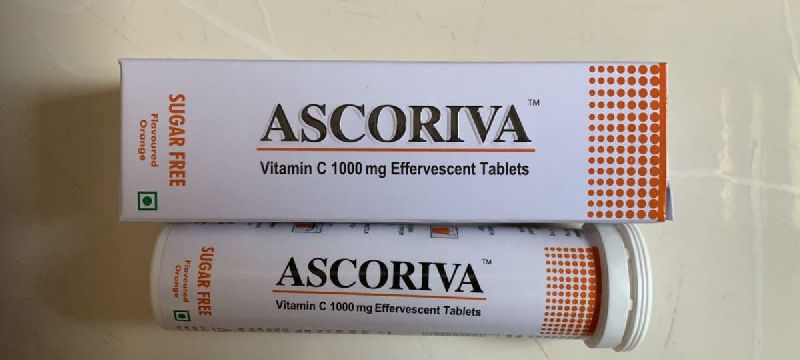 SUGAR FREE
Flavoured
Orange
ASCORIVA™
Vitamin C 1000 mg Effervescent Tablets
SUGAR FREE
Flavoured
Orange
ASCORIVA™
Vitamin C 1000 mg Effervescent Tablets